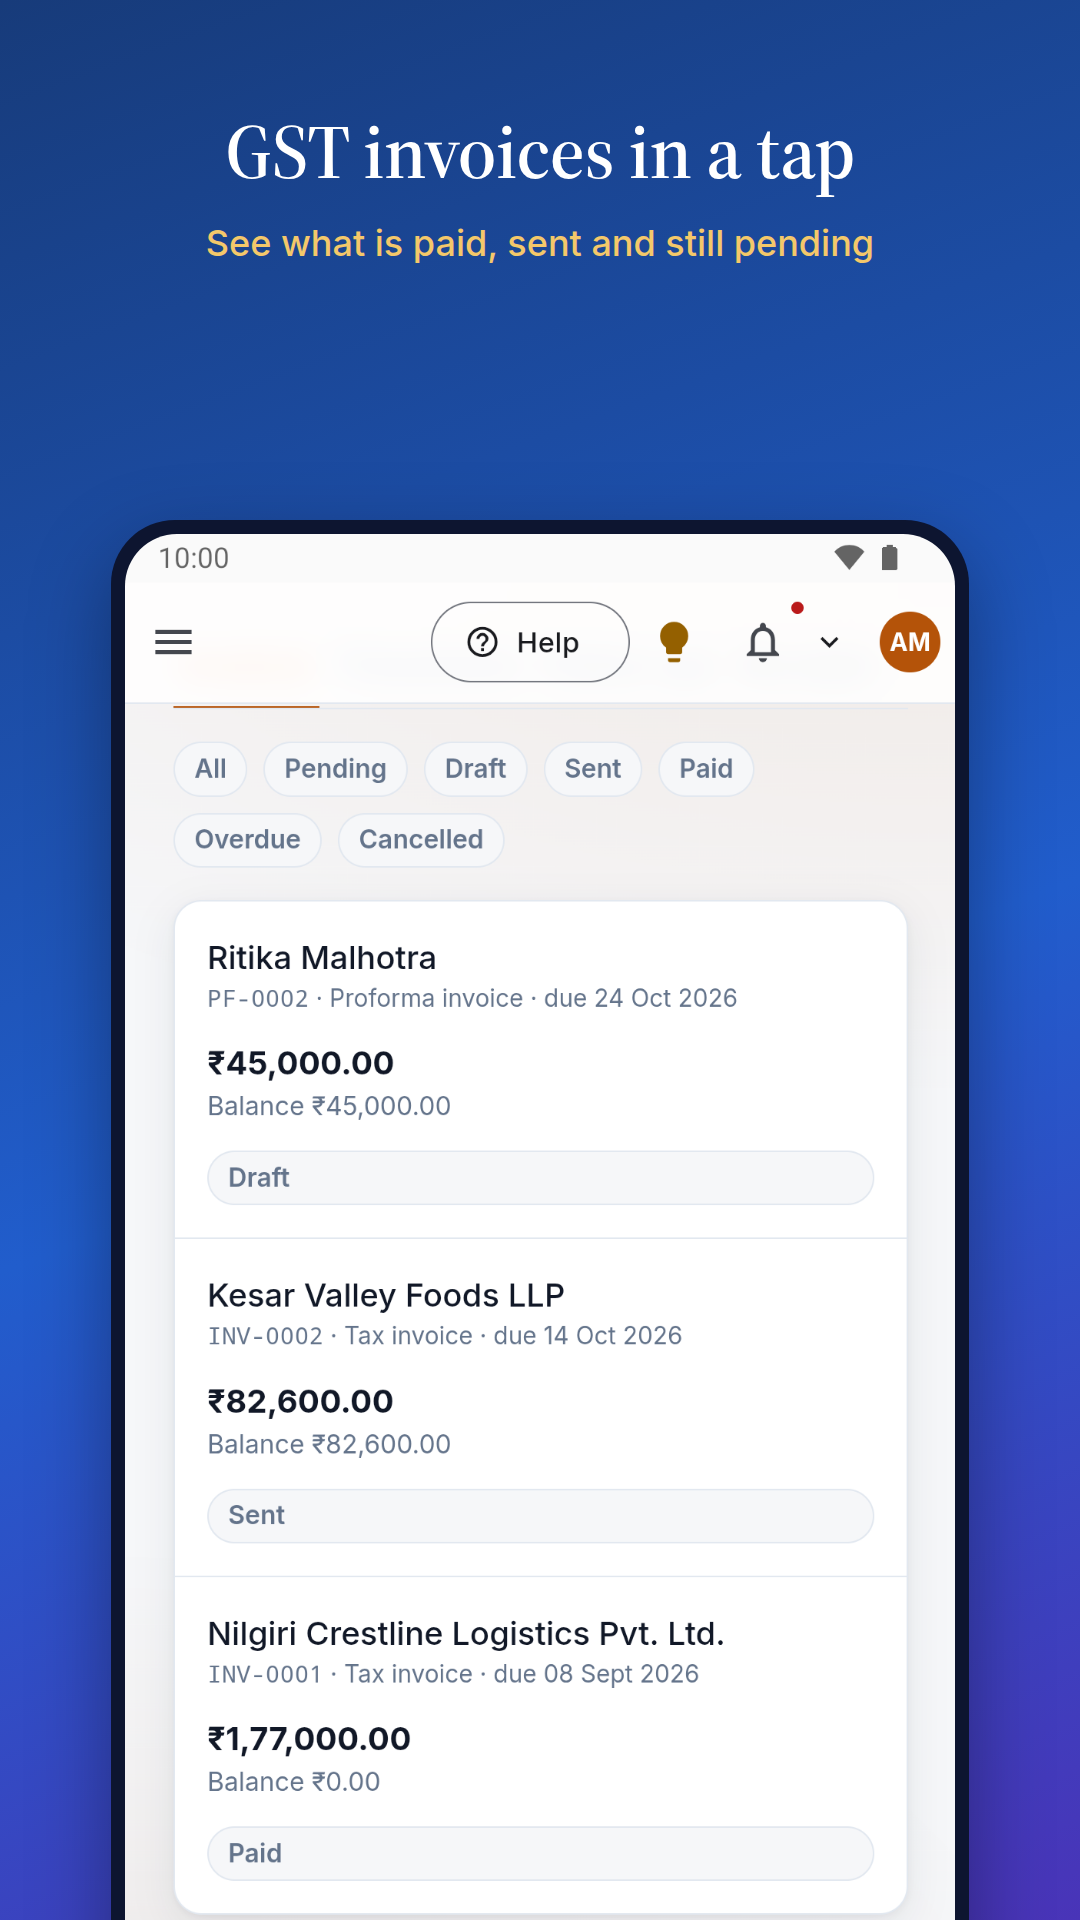 GST invoices in a tap
See what is paid, sent and still pending
10:00
Help
AM
All Pending Draft Sent Paid
Overdue Cancelled
Ritika Malhotra
PF-0002 · Proforma invoice · due 24 Oct 2026
₹45,000.00
Balance ₹45,000.00
Draft
Kesar Valley Foods LLP
INV-0002 · Tax invoice · due 14 Oct 2026
₹82,600.00
Balance ₹82,600.00
Sent
Nilgiri Crestline Logistics Pvt. Ltd.
INV-0001 · Tax invoice · due 08 Sept 2026
₹1,77,000.00
Balance ₹0.00
Paid